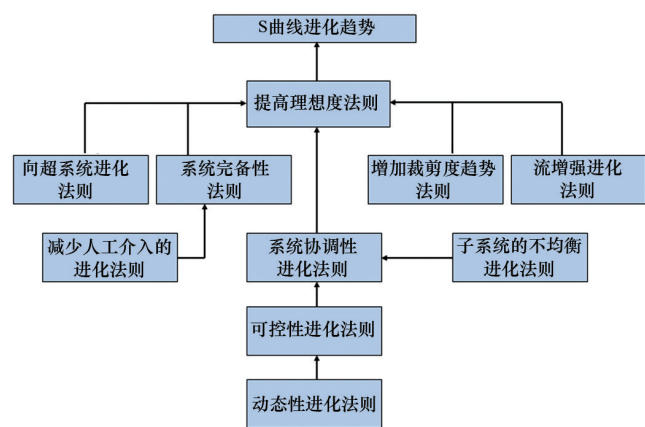 S曲线进化趋势
提高理想度法则
向超系统进化
法则
系统完备性
法则
增加裁剪度趋势
法则
流增强进化
法则
减少人工介入的
进化法则
系统协调性
进化法则
子系统的不均衡
进化法则
可控性进化法则
动态性进化法则